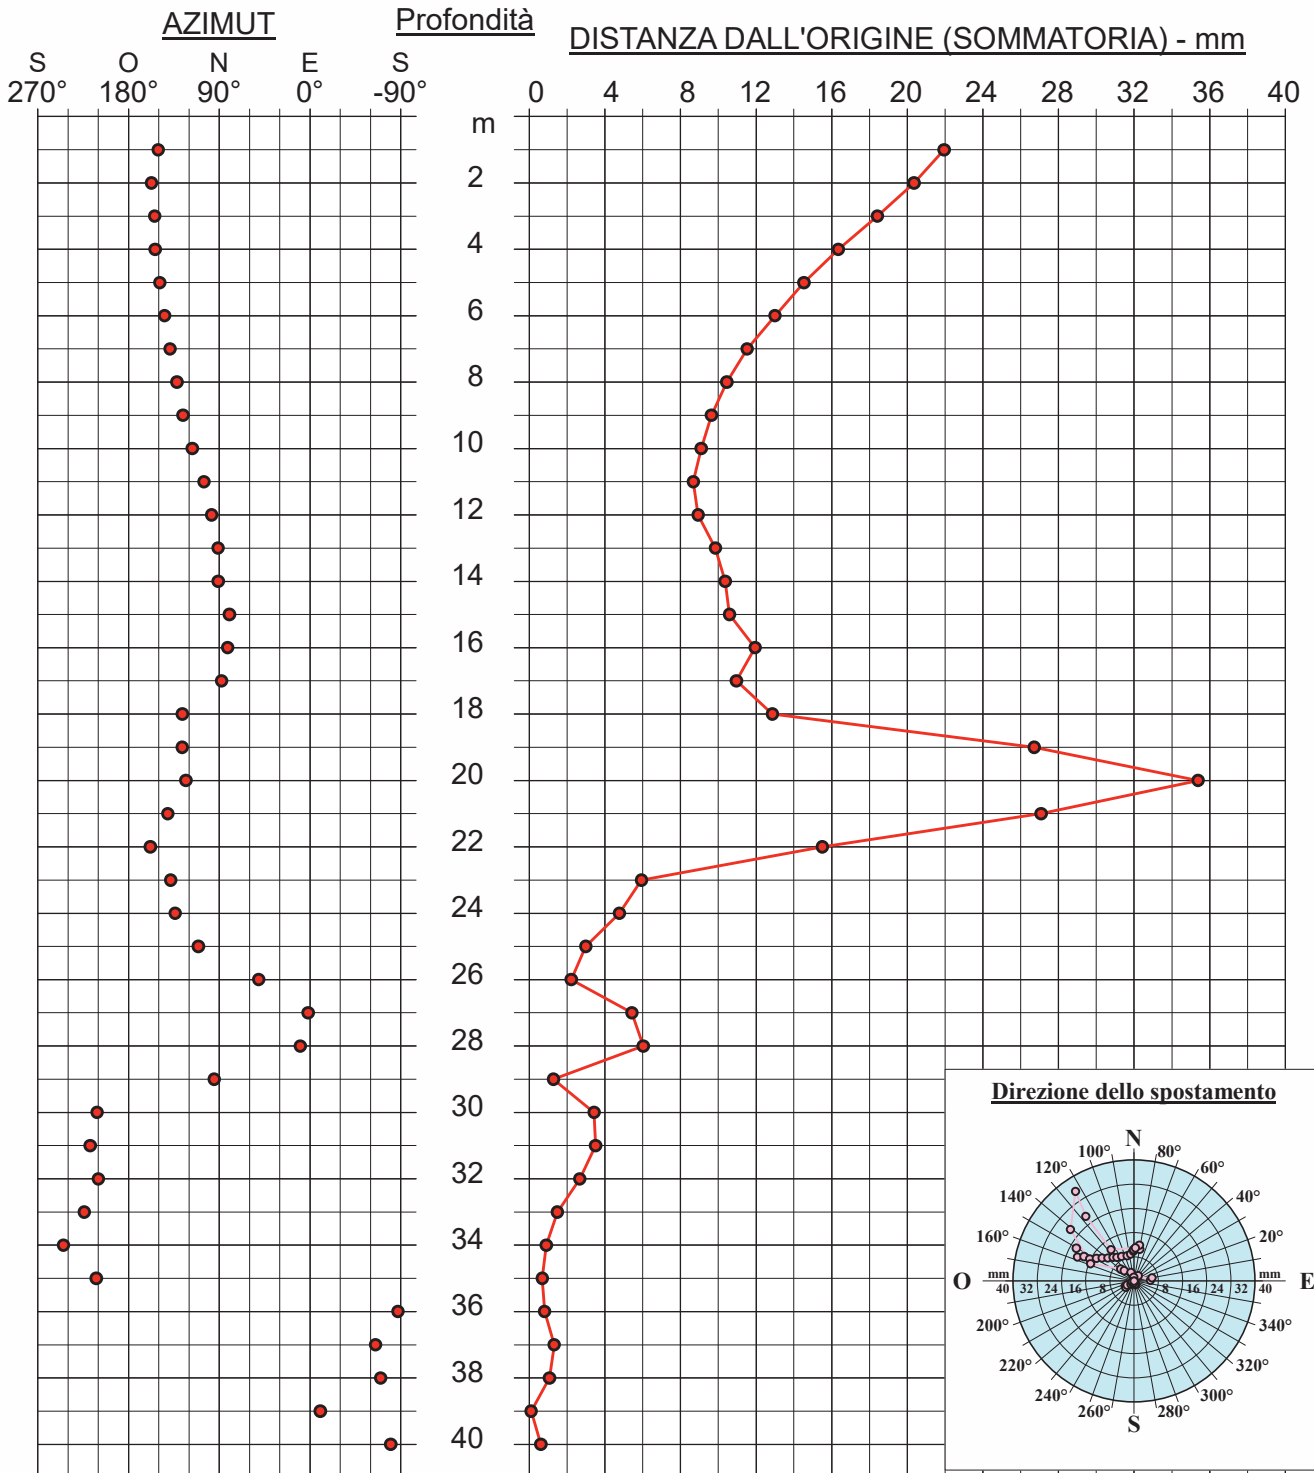 AZIMUT
Profondità
DISTANZA DALL'ORIGINE (SOMMATORIA) - mm
S O N E S
270° 180° 90° 0° -90°
0 4 8 12 16 20 24 28 32 36 40
m
2
4
6
8
10
12
14
16
18
20
22
24
26
28
30
32
34
36
38
40
Direzione dello spostamento
N
100° 80°
120° 60°
140° 40°
160° 20°
O mm mm E
40 32 24 16 8 8 16 24 32 40
200° 340°
220° 320°
240° 300°
260° 280°
S